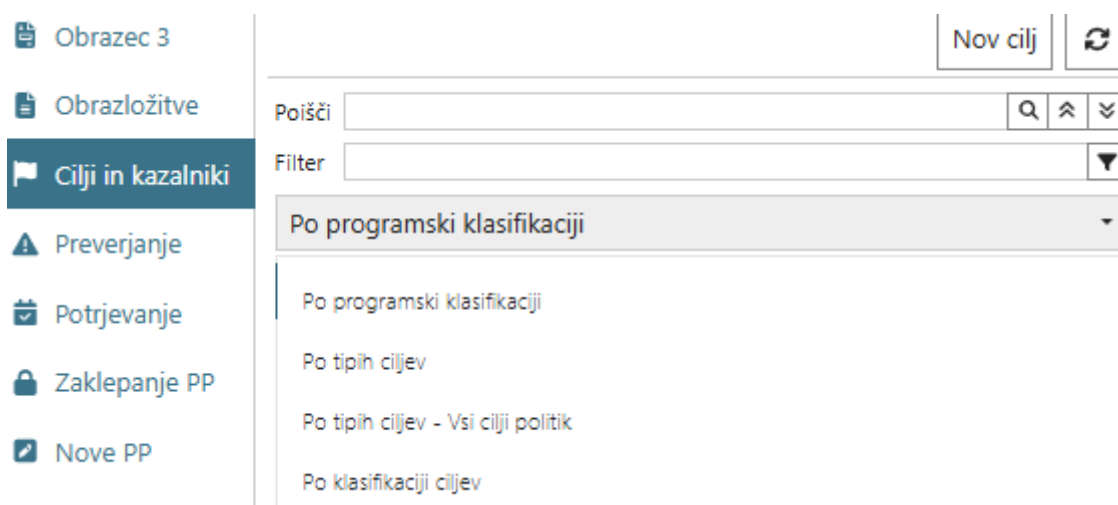 Obrazec 3
Obrazložitve
Cilji in kazalniki
Preverjanje
Potrjevanje
Zaklepanje PP
Nove PP
Nov cilj
Poišči
Filter
Po programski klasifikaciji
Po programski klasifikaciji
Po tipih ciljev
Po tipih ciljev - Vsi cilji politik
Po klasifikaciji ciljev